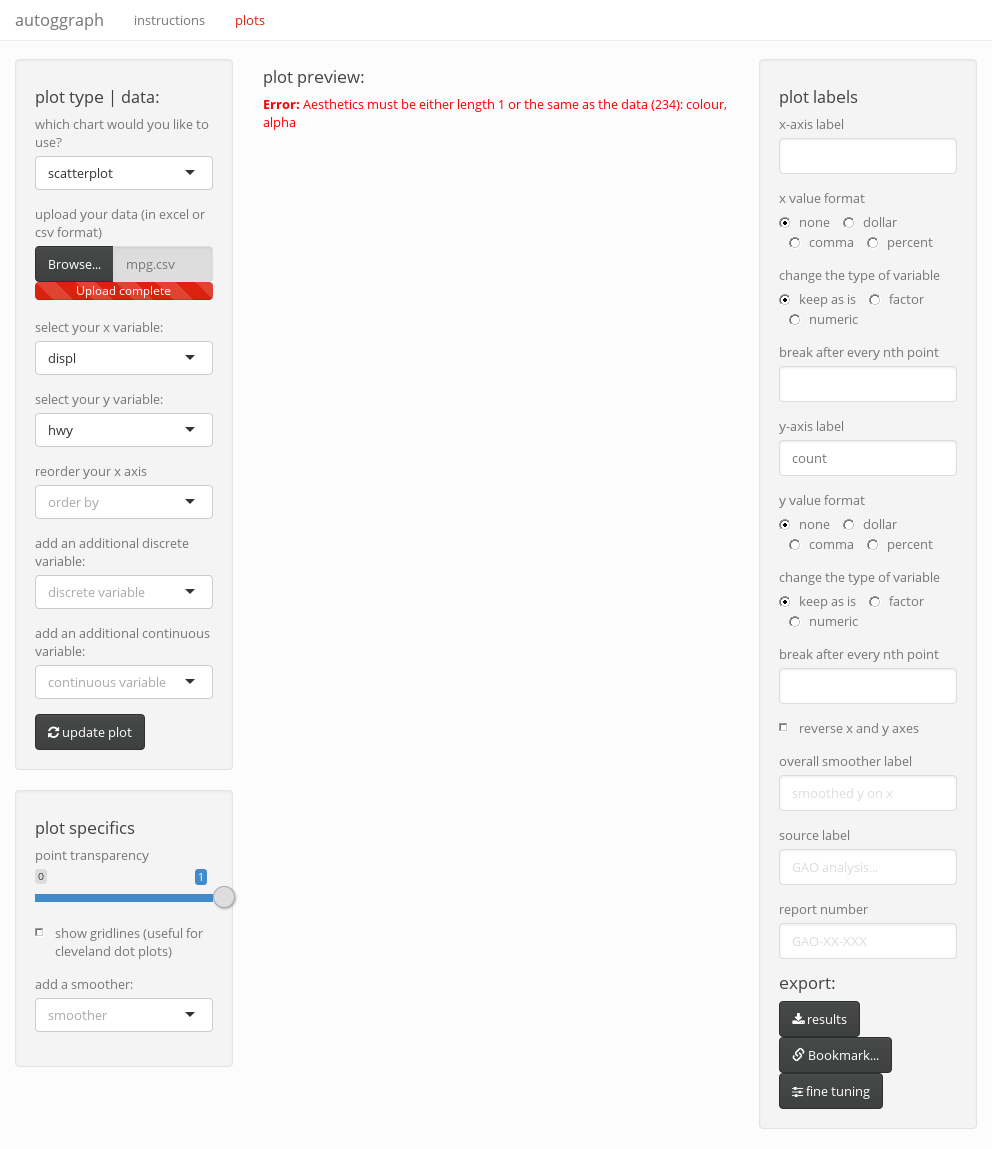 autoggraph
instructions
plots
plot type | data:
which chart would you like to
use?
scatterplot
upload your data (in excel or
csv format)
Browse...
mpg.csv
Upload complete
select your x variable:
displ
select your y variable:
hwy
reorder your x axis
order by
add an additional discrete
variable:
discrete variable
add an additional continuous
variable:
continuous variable
update plot
plot specifics
point transparency
0
1
show gridlines (useful for
cleveland dot plots)
add a smoother:
smoother
plot preview:
Error: Aesthetics must be either length 1 or the same as the data (234): colour,
alpha
plot labels
x-axis label
x value format
none dollar
comma percent
change the type of variable
keep as is factor
numeric
break after every nth point
y-axis label
count
y value format
none dollar
comma percent
change the type of variable
keep as is factor
numeric
break after every nth point
reverse x and y axes
overall smoother label
smoothed y on x
source label
GAO analysis...
report number
GAO-XX-XXX
export:
results
Bookmark...
fine tuning